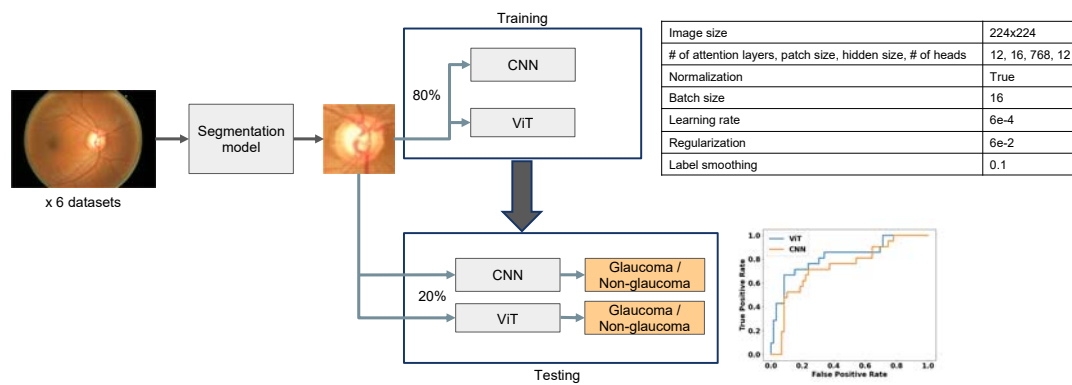 Training
CNN
80%
ViT
Segmentation
model
x 6 datasets
Image size 224x224
# of attention layers, patch size, hidden size, # of heads 12, 16, 768, 12
Normalization True
Batch size 16
Learning rate 6e-4
Regularization 6e-2
Label smoothing 0.1
CNN
Glaucoma /
Non-glaucoma
20%
ViT
Glaucoma /
Non-glaucoma
Testing
ViT
CNN
True Positive Rate
1.0
0.8
0.6
0.4
0.2
0.0
0.0 0.2 0.4 0.6 0.8 1.0
False Positive Rate